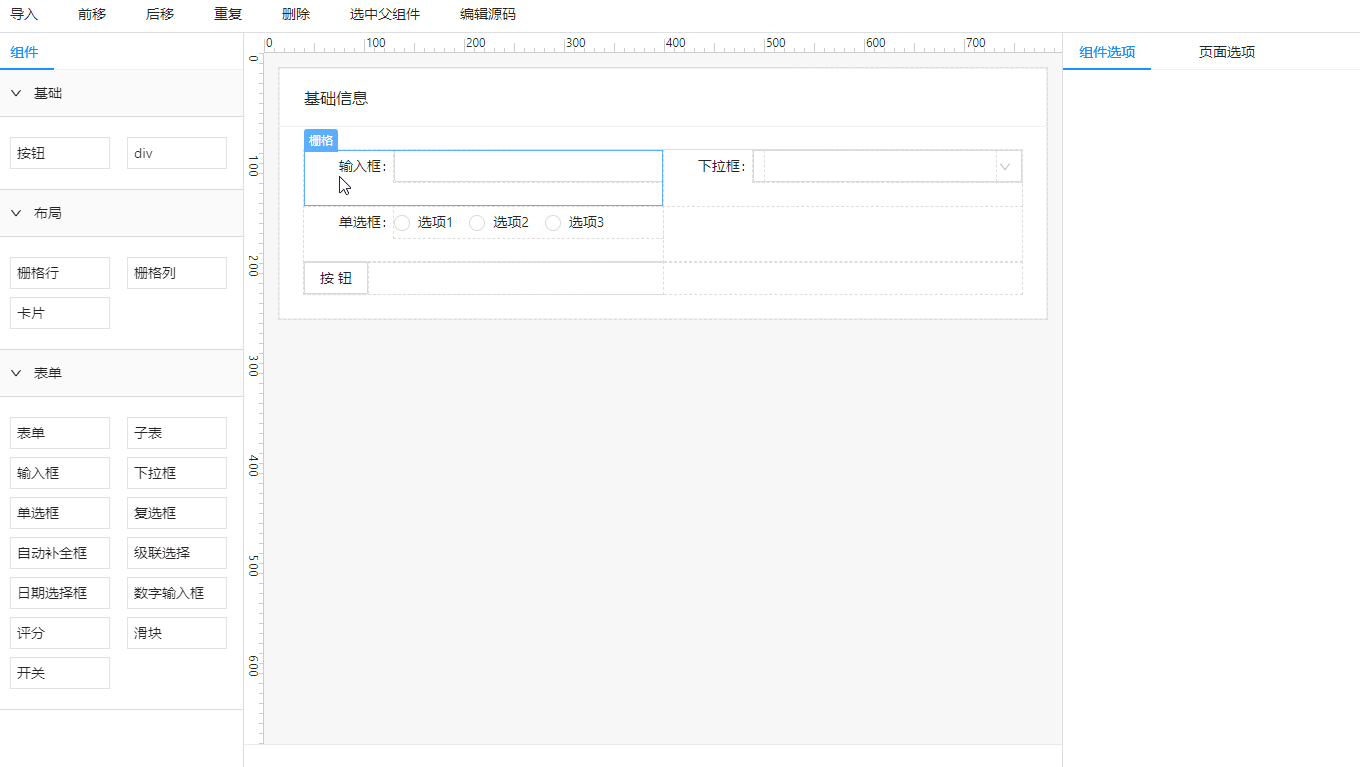 导入 前移 后移 重复 删除 选中父组件 编辑源码
组件
基础
按钮 div
布局
栅格行 栅格列
卡片
表单
表单 子表
输入框 下拉框
单选框 复选框
自动补全框 级联选择
日期选择框 数字输入框
评分 滑块
开关
0 100 200 300 400 500 600 700
0
100
200
300
400
500
600
基础信息
栅格
输入框： 下拉框：
单选框： 选项1 选项2 选项3
按 钮
组件选项 页面选项